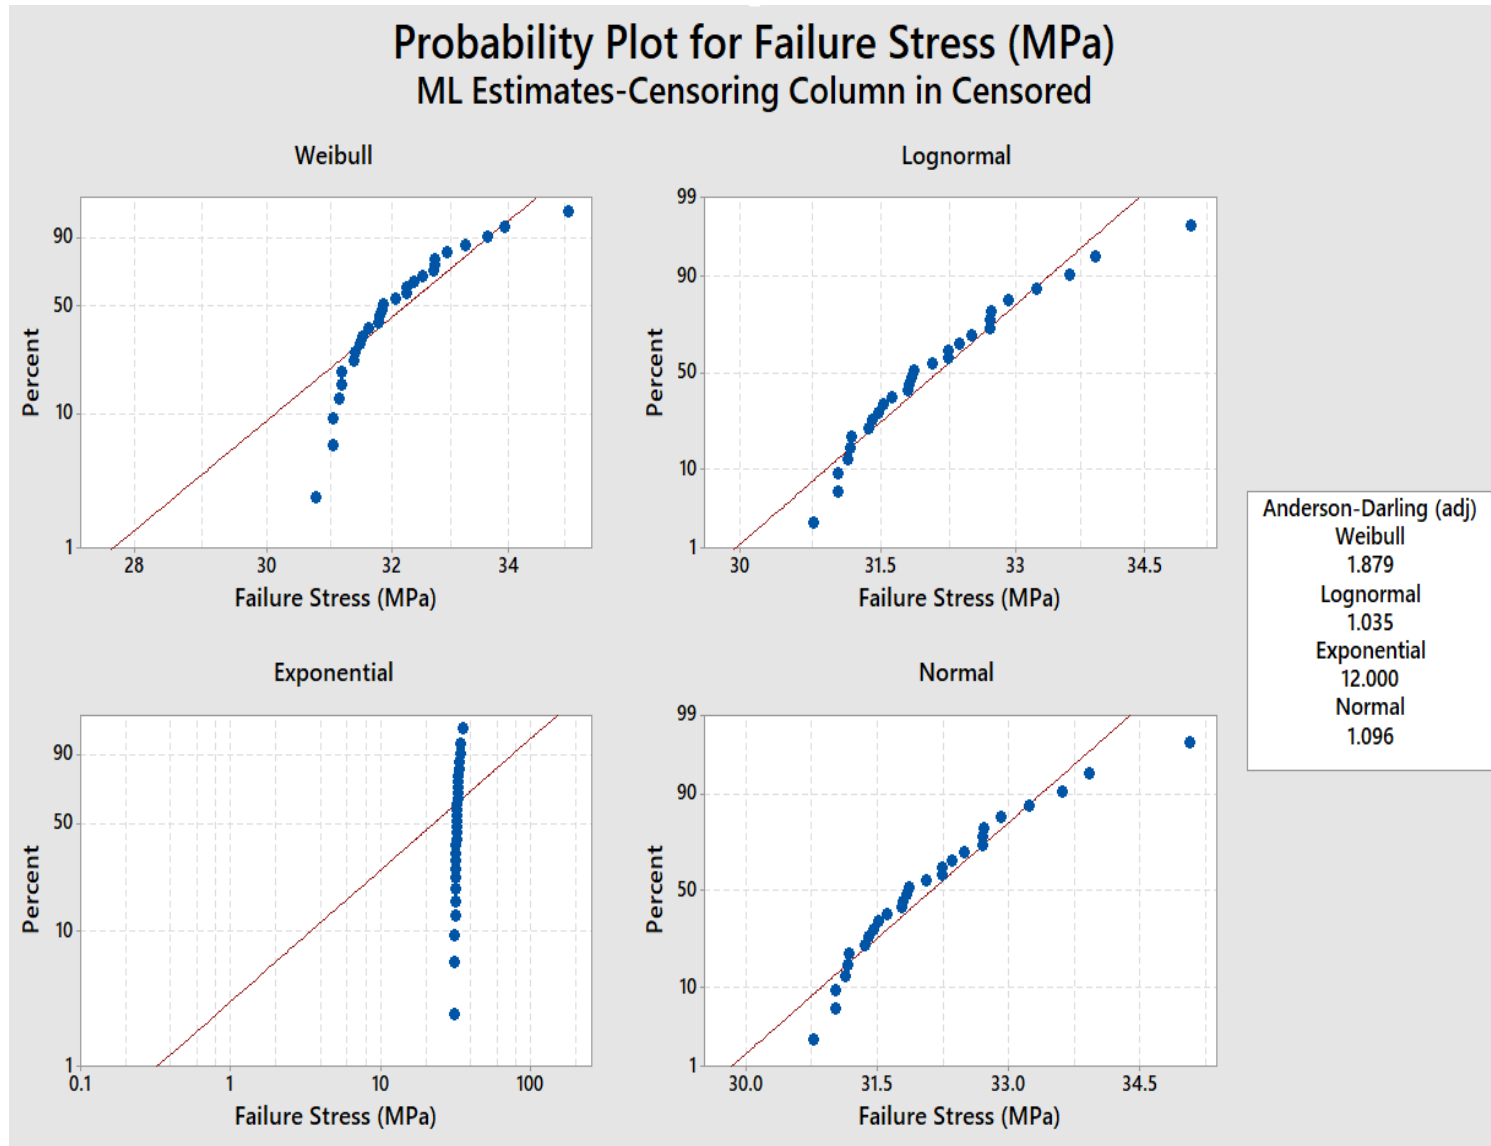 Probability Plot for Failure Stress (MPa)
ML Estimates-Censoring Column in Censored
Weibull
90
50
10
1
Percent
28 30 32 34
Failure Stress (MPa)
Lognormal
99
90
50
10
1
Percent
30 31.5 33 34.5
Failure Stress (MPa)
Exponential
90
50
10
1
Percent
0.1 1 10 100
Failure Stress (MPa)
Normal
99
90
50
10
1
Percent
30.0 31.5 33.0 34.5
Failure Stress (MPa)
Anderson-Darling (adj)
Weibull
1.879
Lognormal
1.035
Exponential
12.000
Normal
1.096